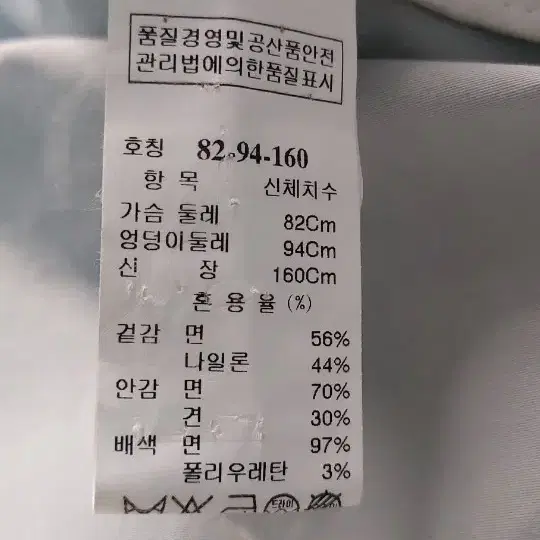 품질경영및공산품안전
관리법에의한품질표시
호칭 82-94-160
항 목 신체치수
가슴 둘레 82Cm
엉덩이둘레 94Cm
신 장 160Cm
혼 용 율 (%)
겉감 면 56%
나일론 44%
안감 면 70%
견 30%
배색 면 97%
폴리우레탄 3%
드라이